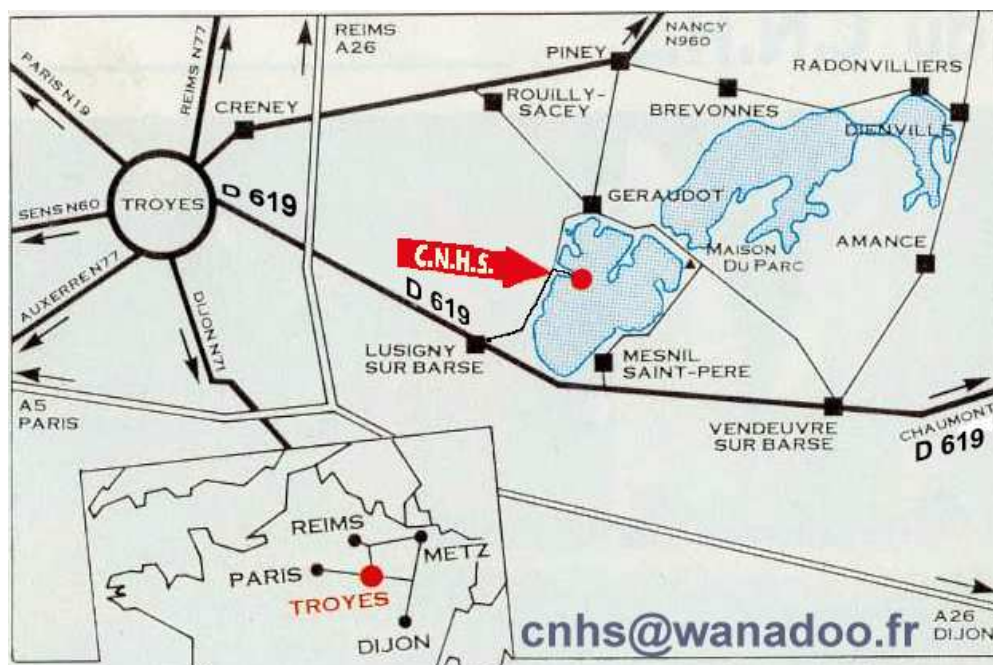 REIMS
A26
NANCY
N960
PARIS N19
REIMS N77
PINEY
RADONVILLIERS
CRENEY
ROUILLY-
SACEY
BREVONNES
DIENVILLE
TROYES
D 619
SENS N60
GERAUDOT
AMANCE
MAISON
DU PARC
C.N.H.S.
AUXERRE N77
DIJON N71
D 619
LUSIGNY
SUR BARSE
MESNIL
SAINT-PERE
A5
PARIS
VENDEUVRE
SUR BARSE
CHAUMONT
D 619
REIMS
METZ
PARIS
TROYES
DIJON
cnhs@wanadoo.fr
A26
DIJON